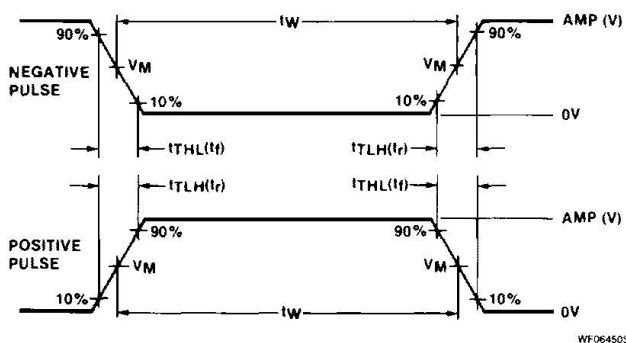 90% tW 90% AMP (V)
NEGATIVE PULSE VM VM
10% 10% 0V
tTHL(tf) tTLH(tr)
tTLH(tr) tTHL(tf)
AMP (V)
90% 90%
POSITIVE PULSE VM VM
10% tW 10% 0V
WF06450S